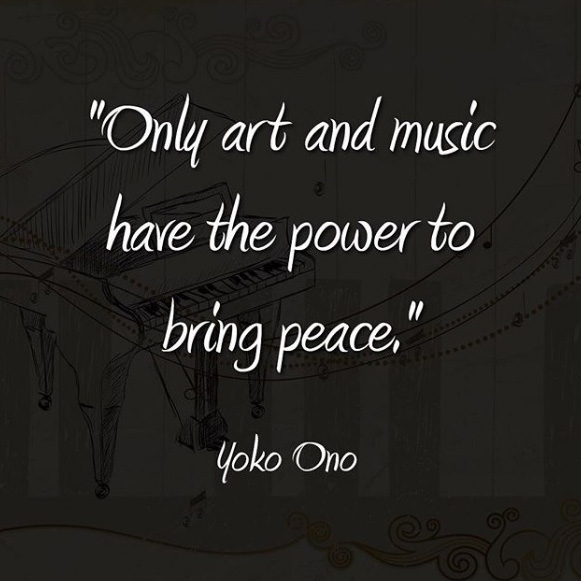 "Only art and music
have the power to
bring peace."
Yoko Ono